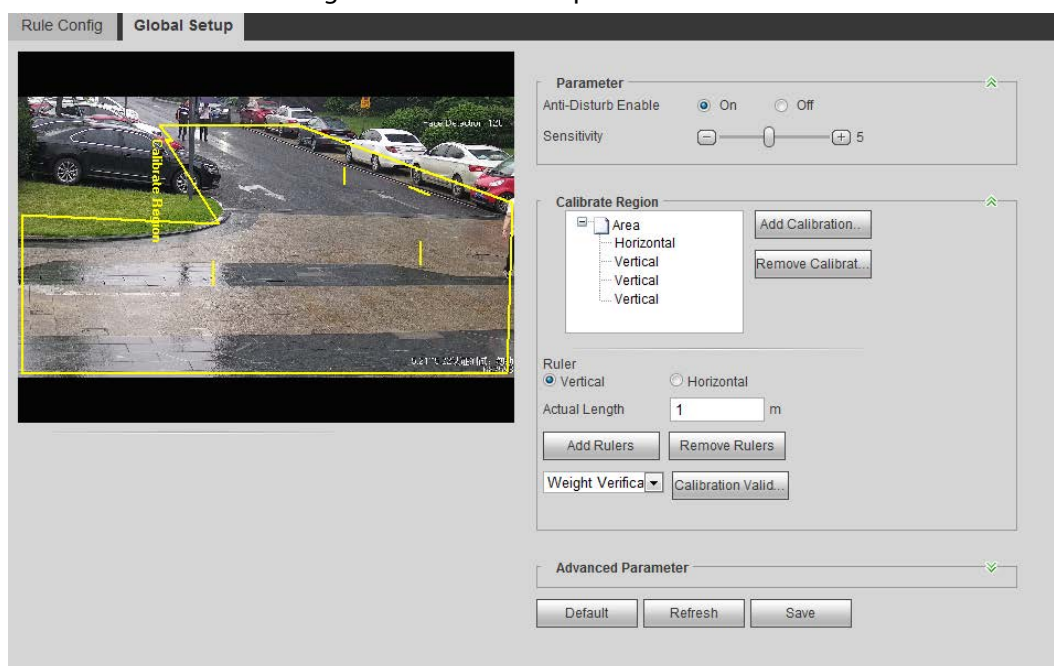 Rule Config Global Setup
Calibrate Region
Parameter
Anti-Disturb Enable On Off
Sensitivity 5
Calibrate Region
Area
Horizontal
Vertical
Vertical
Vertical
Add Calibration..
Remove Calibrat...
Ruler
Vertical Horizontal
Actual Length 1 m
Add Rulers Remove Rulers
Weight Verifica Calibration Valid...
Advanced Parameter
Default Refresh Save